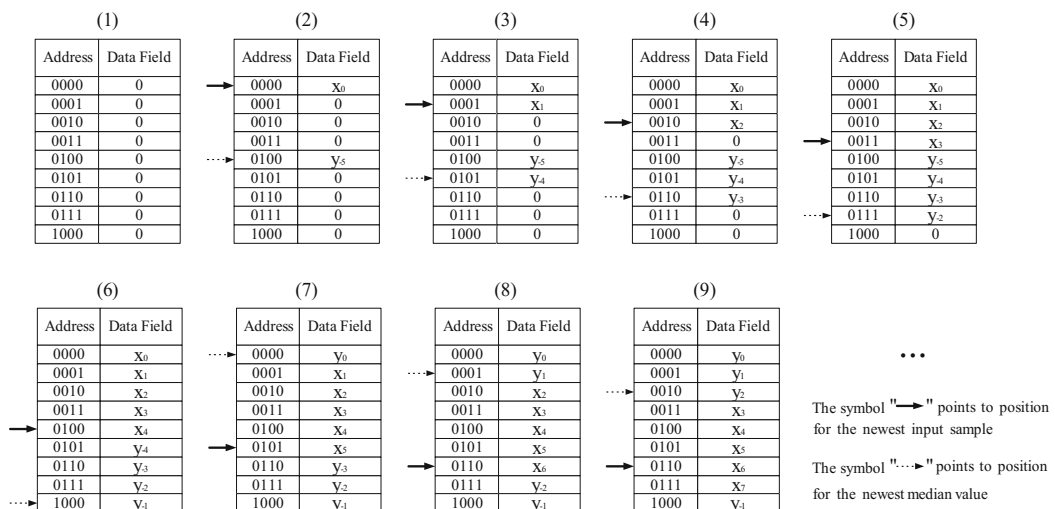 (1) (2) (3) (4) (5)
Address Data Field Address Data Field Address Data Field Address Data Field Address Data Field
0000 0 0000 x₀ 0000 x₀ 0000 x₀ 0000 x₀
0001 0 0001 0 0001 x₁ 0001 x₁ 0001 x₁
0010 0 0010 0 0010 0 0010 x₂ 0010 x₂
0011 0 0011 0 0011 0 0011 0 0011 x₃
0100 0 0100 y₋₅ 0100 y₋₅ 0100 y₋₅ 0100 y₋₅
0101 0 0101 0 0101 y₋₄ 0101 y₋₄ 0101 y₋₄
0110 0 0110 0 0110 0 0110 y₋₃ 0110 y₋₃
0111 0 0111 0 0111 0 0111 0 0111 y₋₂
1000 0 1000 0 1000 0 1000 0 1000 0
(6) (7) (8) (9)
Address Data Field Address Data Field Address Data Field Address Data Field
0000 x₀ 0000 y₀ 0000 y₀ 0000 y₀
0001 x₁ 0001 x₁ 0001 y₁ 0001 y₁
0010 x₂ 0010 x₂ 0010 x₂ 0010 y₂
0011 x₃ 0011 x₃ 0011 x₃ 0011 x₃
0100 x₄ 0100 x₄ 0100 x₄ 0100 x₄
0101 y₋₄ 0101 x₅ 0101 x₅ 0101 x₅
0110 y₋₃ 0110 y₋₃ 0110 x₆ 0110 x₆
0111 y₋₂ 0111 y₋₂ 0111 y₋₂ 0111 x₇
1000 y₋₁ 1000 y₋₁ 1000 y₋₁ 1000 y₋₁
...
The symbol "→" points to position
for the newest input sample
The symbol "⇢" points to position
for the newest median value